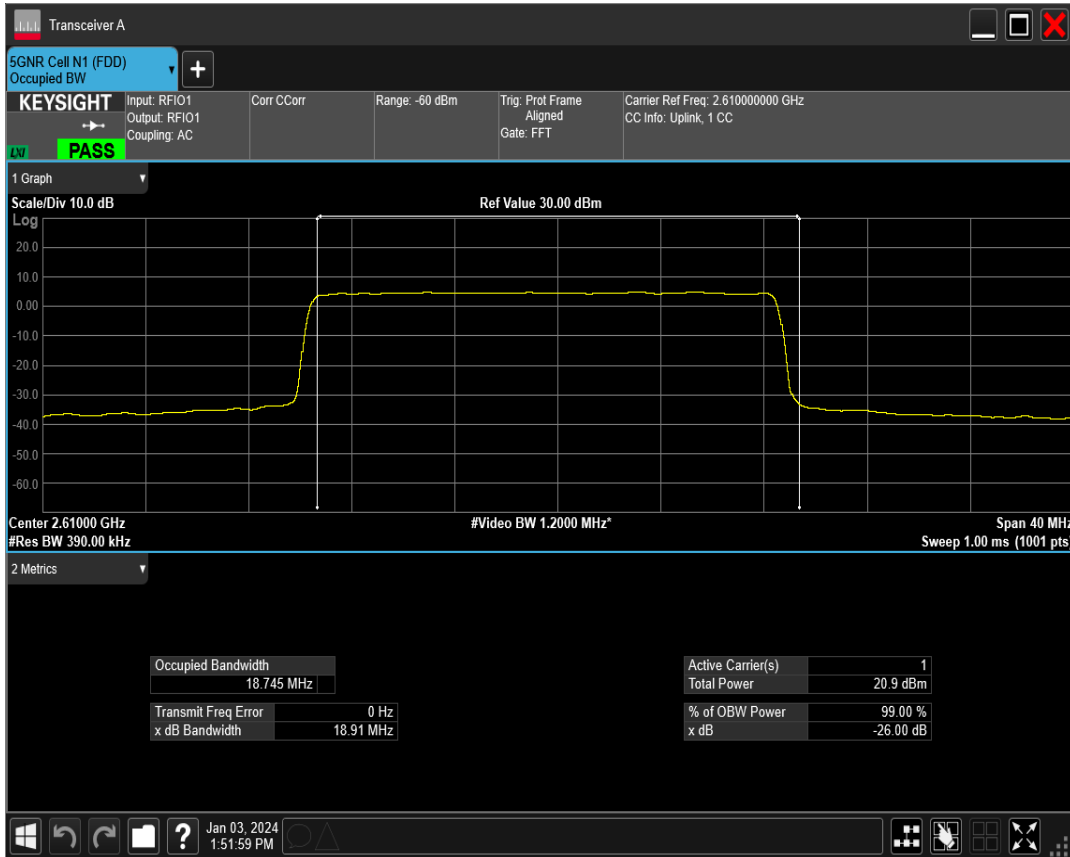 Transceiver A
5GNR Cell N1 (FDD)
Occupied BW
+
KEYSIGHT
LXI
PASS
Input: RFIO1
Output: RFIO1
Coupling: AC
Corr CCorr
Range: -60 dBm
Trig: Prot Frame
Aligned
Gate: FFT
Carrier Ref Freq: 2.610000000 GHz
CC Info: Uplink, 1 CC
1 Graph
Scale/Div 10.0 dB
Ref Value 30.00 dBm
Log
20.0
10.0
0.00
-10.0
-20.0
-30.0
-40.0
-50.0
-60.0
Center 2.61000 GHz
#Video BW 1.2000 MHz*
Span 40 MHz
#Res BW 390.00 kHz
Sweep 1.00 ms (1001 pts)
2 Metrics
Occupied Bandwidth
18.745 MHz
Transmit Freq Error 0 Hz
x dB Bandwidth 18.91 MHz
Active Carrier(s) 1
Total Power 20.9 dBm
% of OBW Power 99.00 %
x dB -26.00 dB
?
Jan 03, 2024
1:51:59 PM